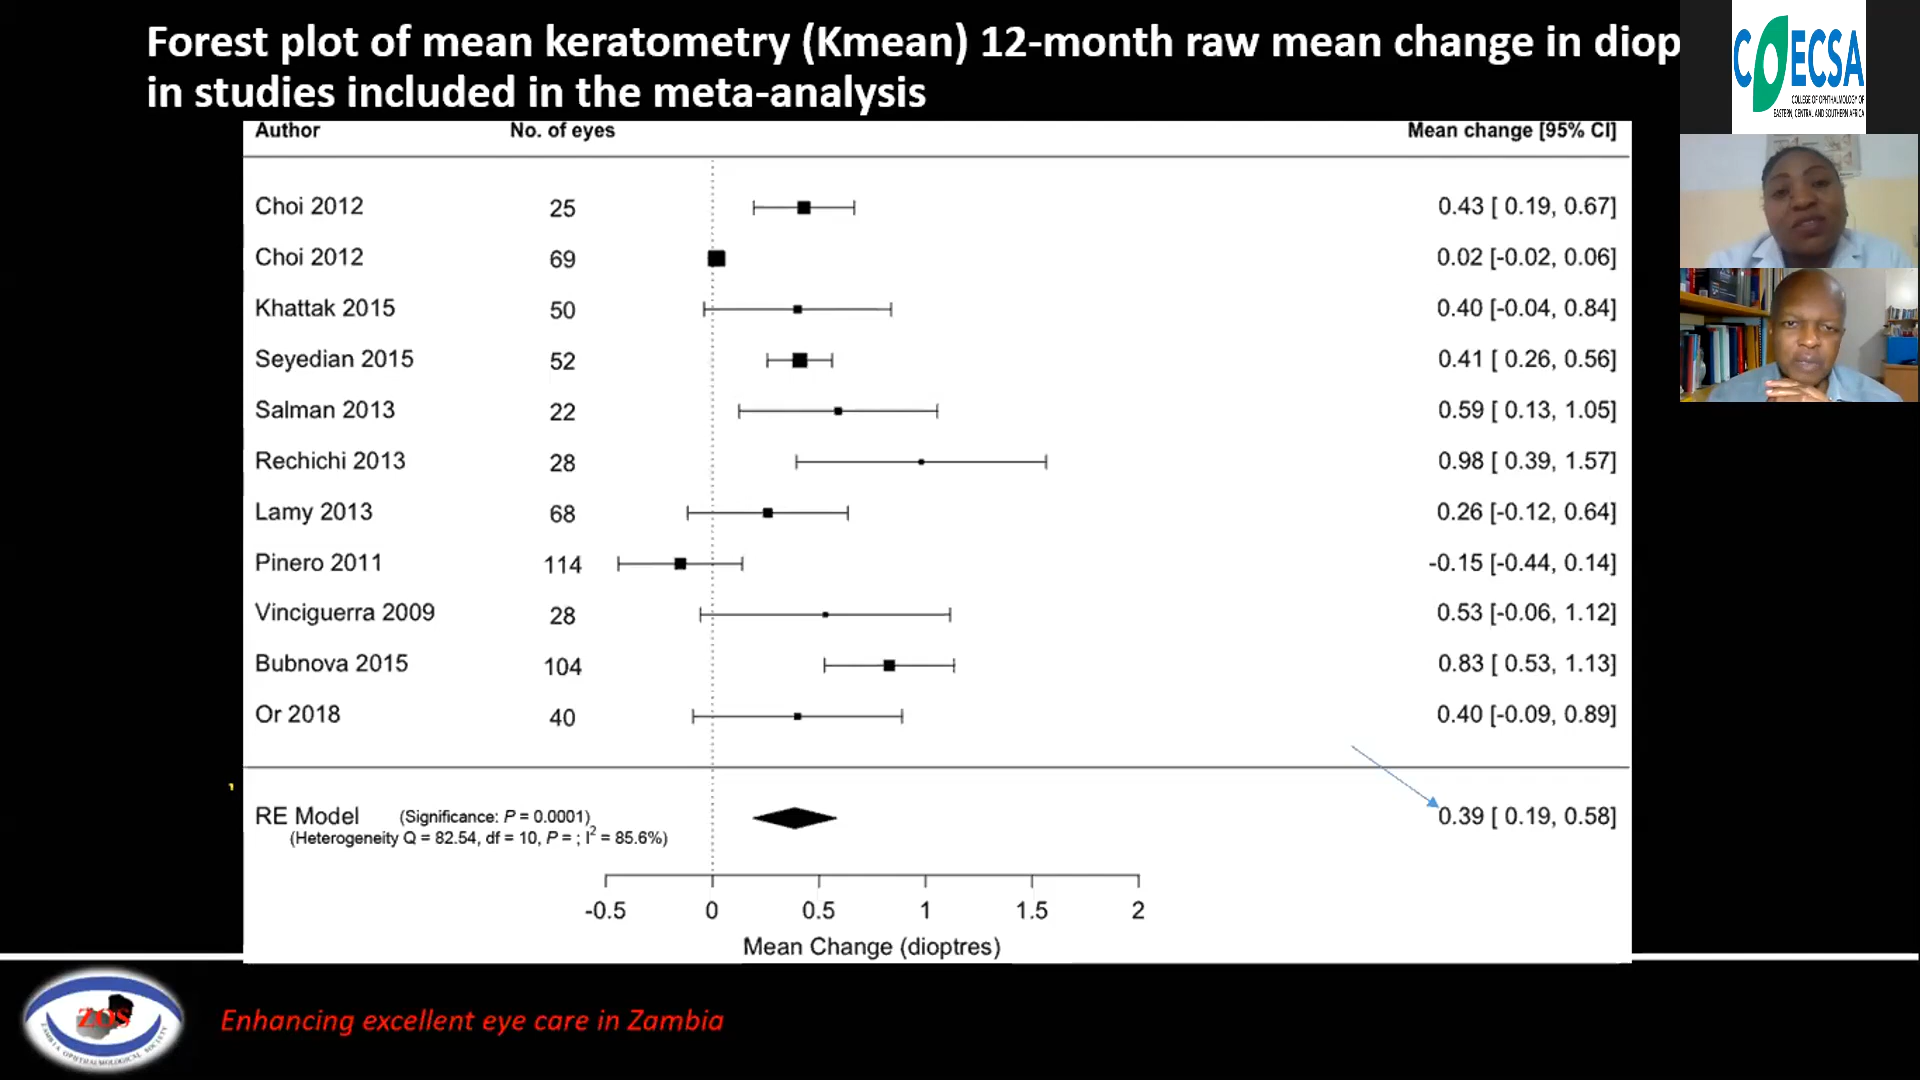 Forest plot of mean keratometry (Kmean) 12-month raw mean change in diop
in studies included in the meta-analysis
COECSA
COLLEGE OF OPHTHALMOLOGY OF
EASTERN, CENTRAL AND SOUTHERN AFRICA
Author No. of eyes Mean change [95% CI]
Choi 2012 25 0.43 [ 0.19, 0.67]
Choi 2012 69 0.02 [-0.02, 0.06]
Khattak 2015 50 0.40 [-0.04, 0.84]
Seyedian 2015 52 0.41 [ 0.26, 0.56]
Salman 2013 22 0.59 [ 0.13, 1.05]
Rechichi 2013 28 0.98 [ 0.39, 1.57]
Lamy 2013 68 0.26 [-0.12, 0.64]
Pinero 2011 114 -0.15 [-0.44, 0.14]
Vinciguerra 2009 28 0.53 [-0.06, 1.12]
Bubnova 2015 104 0.83 [ 0.53, 1.13]
Or 2018 40 0.40 [-0.09, 0.89]
RE Model (Significance: P = 0.0001) 0.39 [ 0.19, 0.58]
(Heterogeneity Q = 82.54, df = 10, P = ; I² = 85.6%)
-0.5 0 0.5 1 1.5 2
Mean Change (dioptres)
ZOS
ZAMBIA OPHTHALMOLOGICAL SOCIETY
Enhancing excellent eye care in Zambia